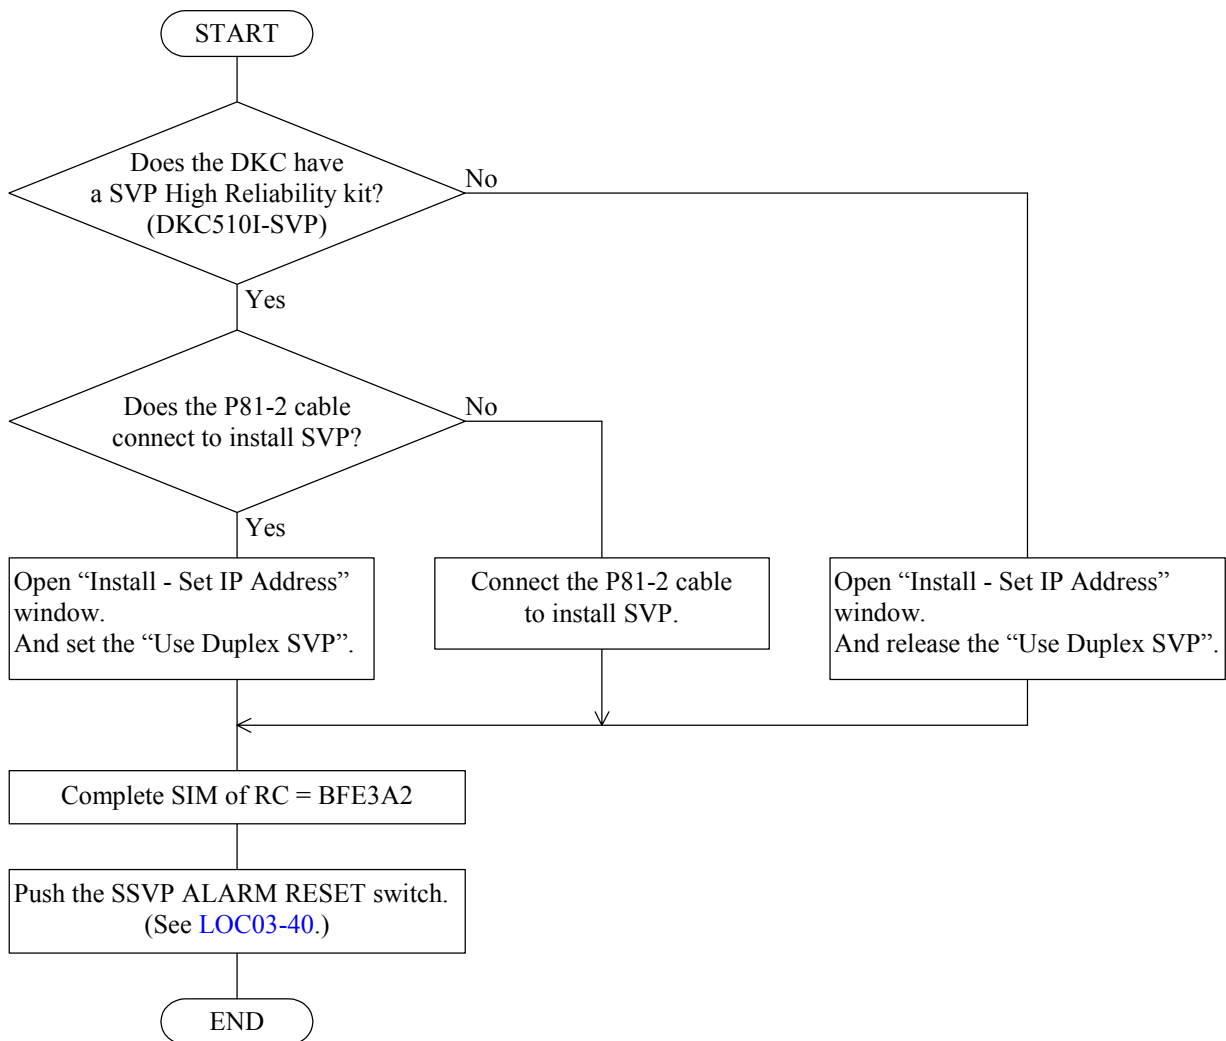 START
Does the DKC have
a SVP High Reliability kit?
(DKC510I-SVP)
No
Yes
Does the P81-2 cable
connect to install SVP?
No
Yes
Open “Install - Set IP Address”
window.
And set the “Use Duplex SVP”.
Connect the P81-2 cable
to install SVP.
Open “Install - Set IP Address”
window.
And release the “Use Duplex SVP”.
Complete SIM of RC = BFE3A2
Push the SSVP ALARM RESET switch.
(See LOC03-40.)
END